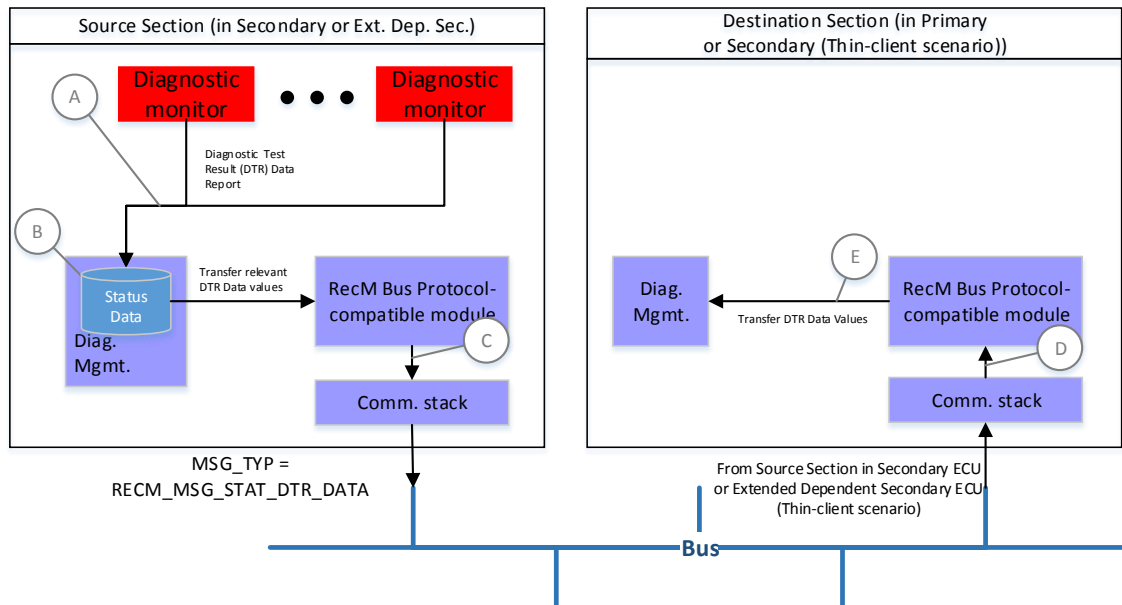 Source Section (in Secondary or Ext. Dep. Sec.)
Diagnostic
monitor
Diagnostic
monitor
A
Diagnostic Test
Result (DTR) Data
Report
B
Status
Data
Diag.
Mgmt.
Transfer relevant
DTR Data values
RecM Bus Protocol-
compatible module
C
Comm. stack
MSG_TYP =
RECM_MSG_STAT_DTR_DATA
Destination Section (in Primary
or Secondary (Thin-client scenario))
Diag.
Mgmt.
E
Transfer DTR Data Values
RecM Bus Protocol-
compatible module
D
Comm. stack
From Source Section in Secondary ECU
or Extended Dependent Secondary ECU
(Thin-client scenario)
Bus